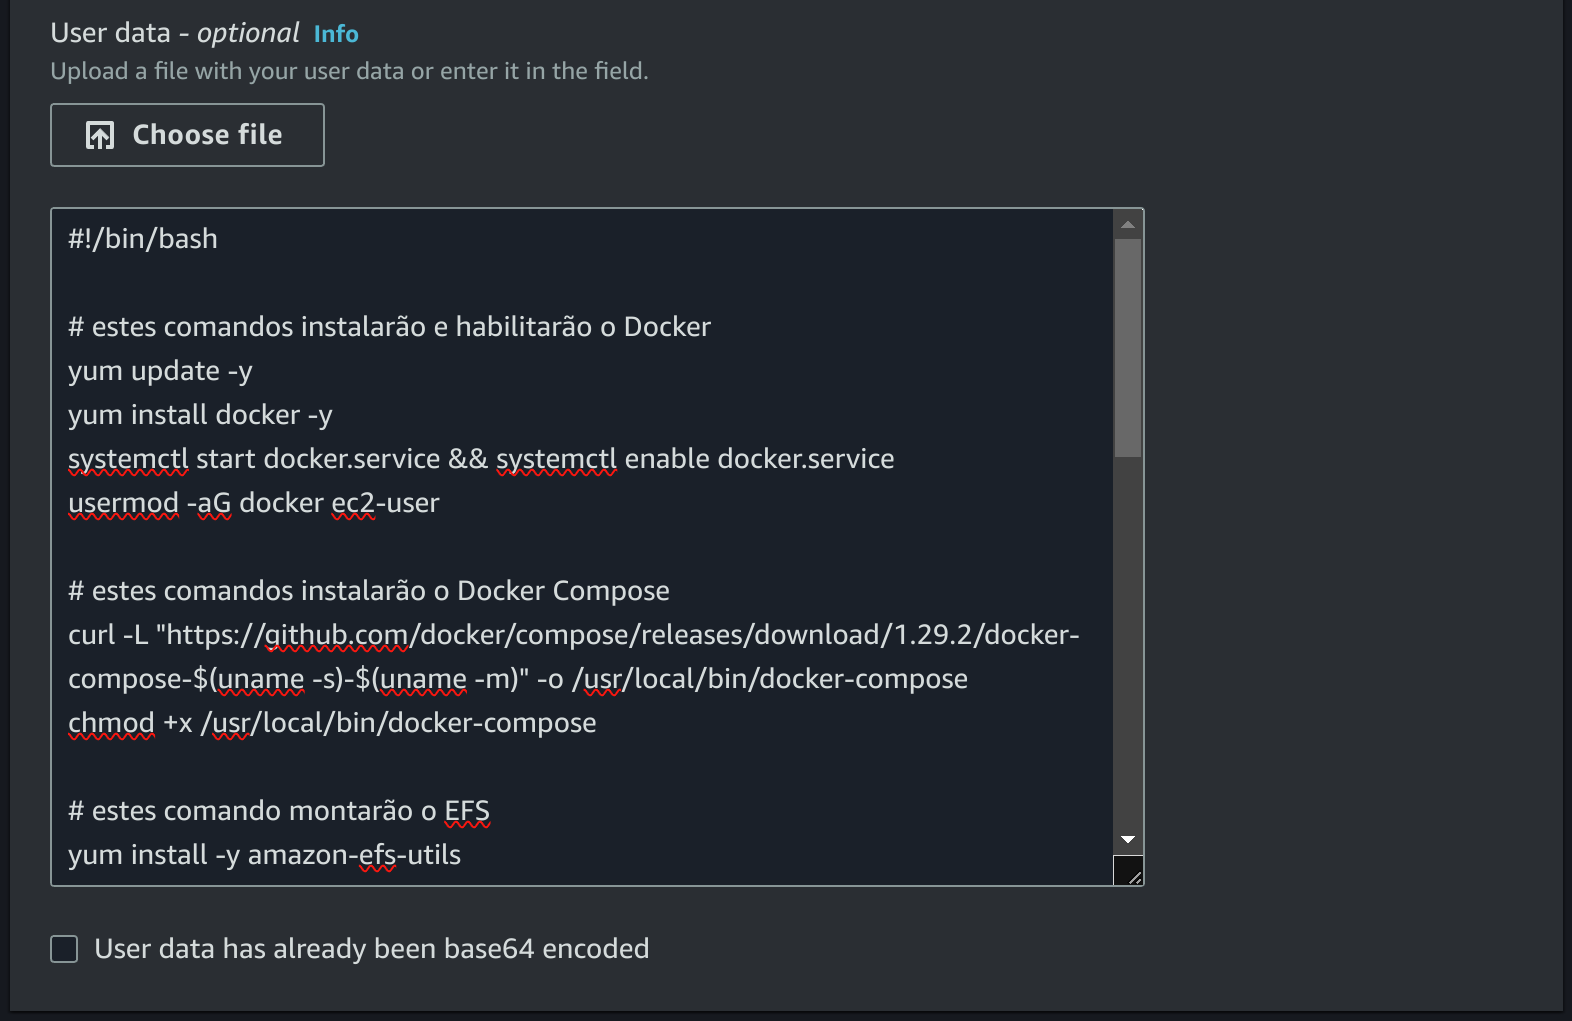 User data - optional Info
Upload a file with your user data or enter it in the field.
Choose file
#!/bin/bash
# estes comandos instalarão e habilitarão o Docker
yum update -y
yum install docker -y
systemctl start docker.service && systemctl enable docker.service
usermod -aG docker ec2-user
# estes comandos instalarão o Docker Compose
curl -L "https://github.com/docker/compose/releases/download/1.29.2/docker-
compose-$(uname -s)-$(uname -m)" -o /usr/local/bin/docker-compose
chmod +x /usr/local/bin/docker-compose
# estes comando montarão o EFS
yum install -y amazon-efs-utils
User data has already been base64 encoded